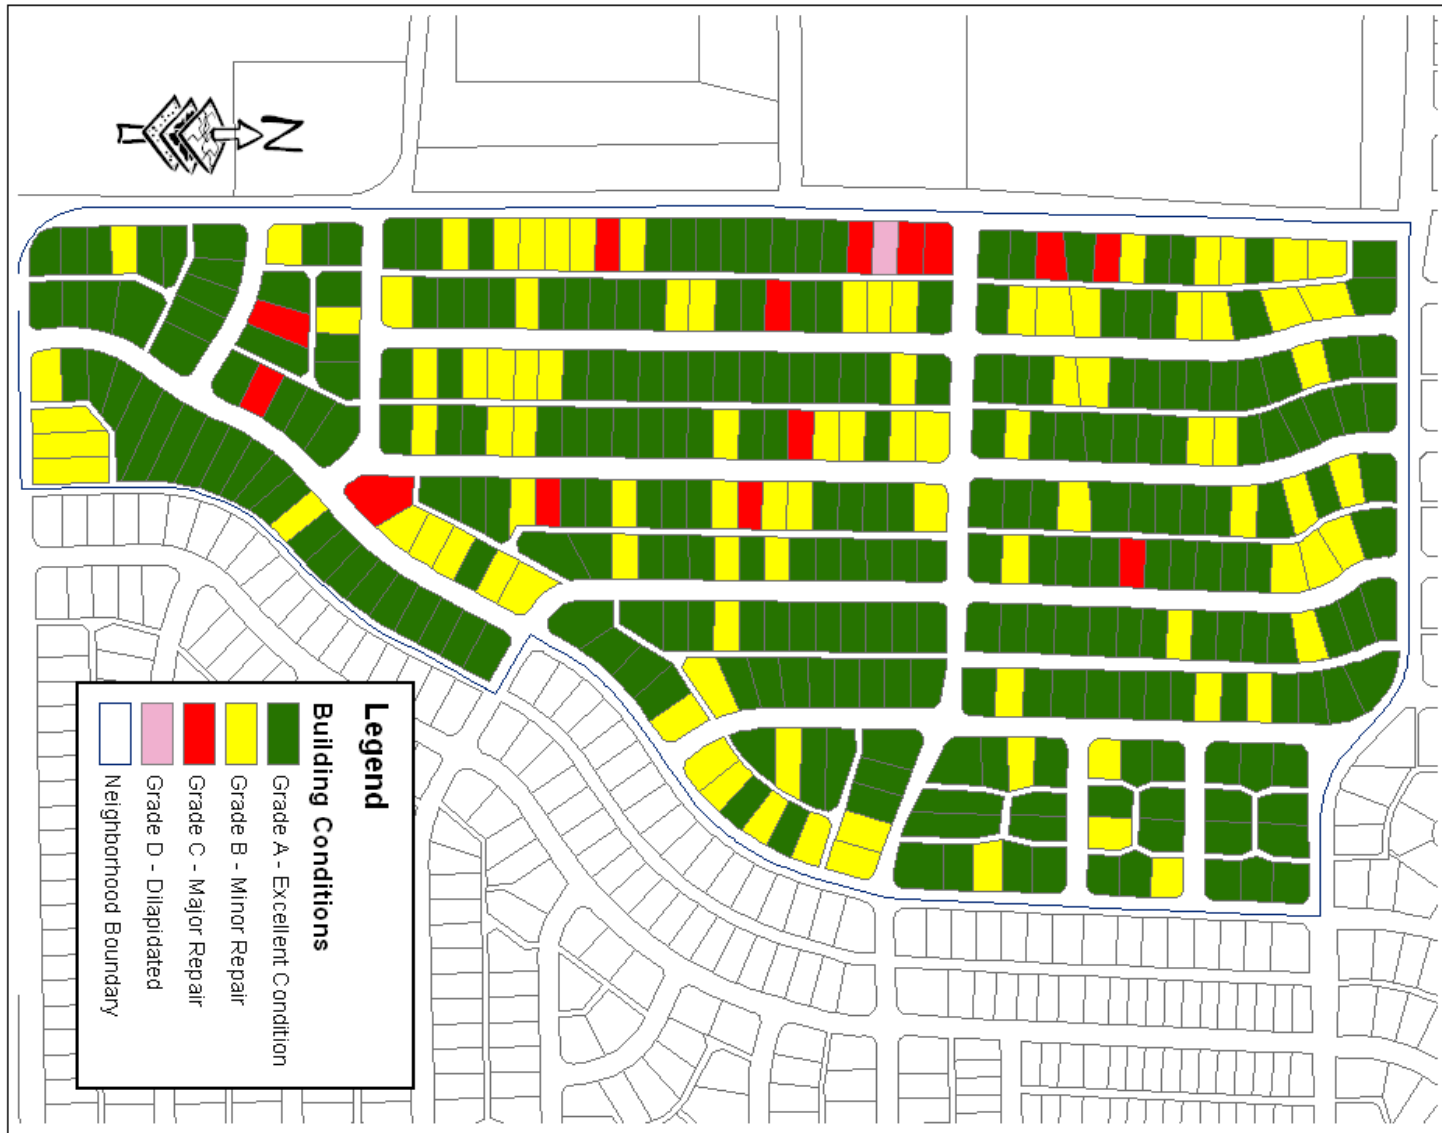 N
Legend
Building Conditions
Grade A - Excellent Condition
Grade B - Minor Repair
Grade C - Major Repair
Grade D - Dilapidated
Neighborhood Boundary